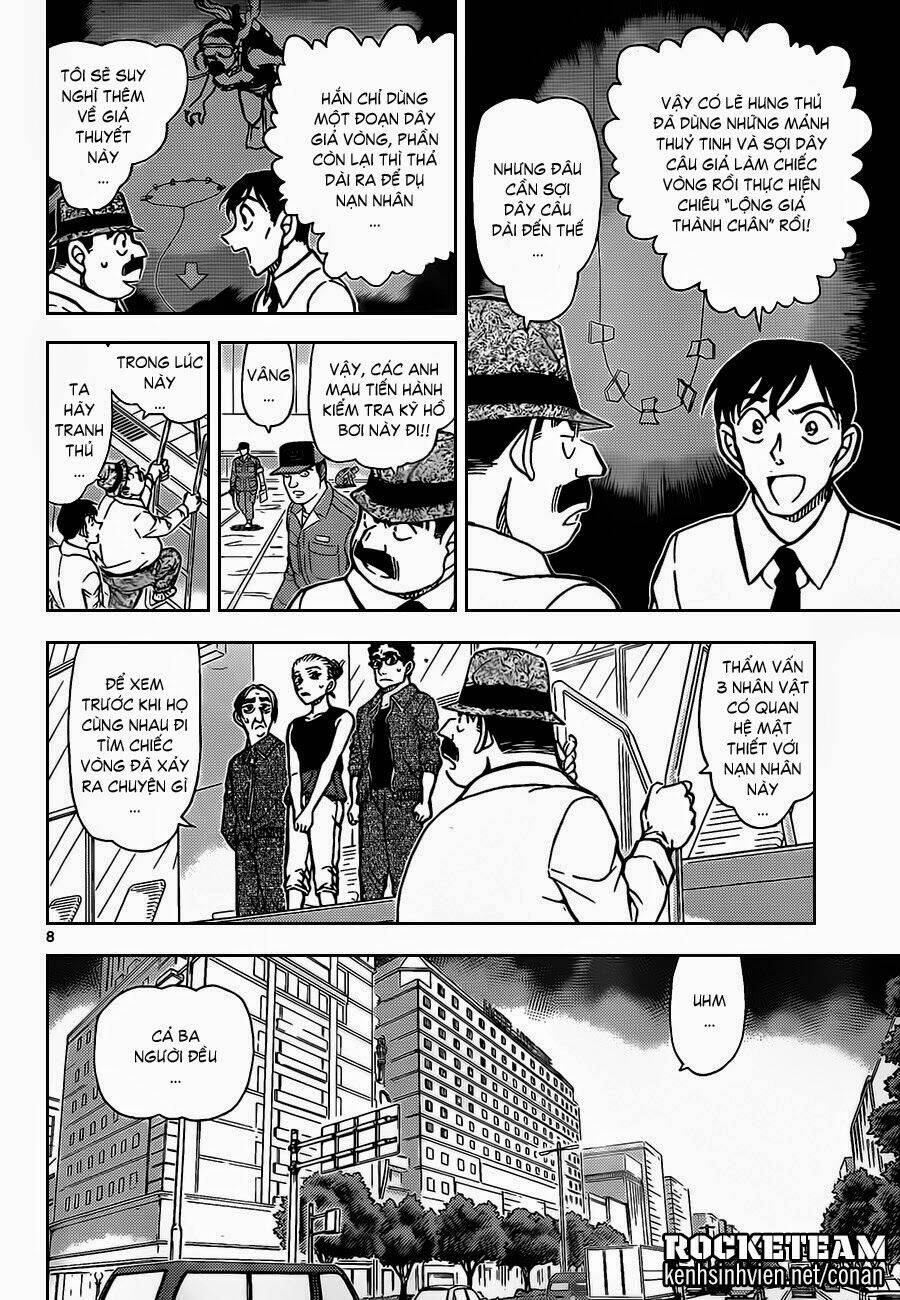 VẬY CÓ LẼ HUNG THỦ
ĐÃ DÙNG NHỮNG MẢNH
THUỶ TINH VÀ SỢI DÂY
CÂU GIẢ LÀM CHIẾC
VÒNG RỒI THỰC HIỆN
CHIÊU "LỘNG GIẢ
THÀNH CHÂN" RỒI!
NHƯNG ĐÂU
CẦN SỢI
DÂY CÂU
DÀI ĐẾN THẾ
...
HẮN CHỈ DÙNG
MỘT ĐOẠN DÂY
GIẢ VÒNG, PHẦN
CÒN LẠI THÌ THẢ
DÀI RA ĐỂ DỤ
NẠN NHÂN
...
TÔI SẼ SUY
NGHĨ THÊM
VỀ GIẢ
THUYẾT
NÀY
...
VẬY, CÁC ANH
MAU TIẾN HÀNH
KIỂM TRA KỸ HỒ
BƠI NÀY ĐI!!
VÂNG
...
TRONG LÚC
NÀY
...
TA
HÃY
TRANH
THỦ
THẨM VẤN
3 NHÂN VẬT
CÓ QUAN
HỆ MẬT
THIẾT VỚI
NẠN NHÂN
NÀY
...
ĐỂ XEM
TRƯỚC KHI HỌ
CÙNG NHAU ĐI
TÌM CHIẾC
VÒNG ĐÃ XẢY
RA CHUYỆN GÌ
...
8
UHM
...
CẢ BA
NGƯỜI ĐỀU
...
ROCKETEAM
kenhsinhvien.net/conan